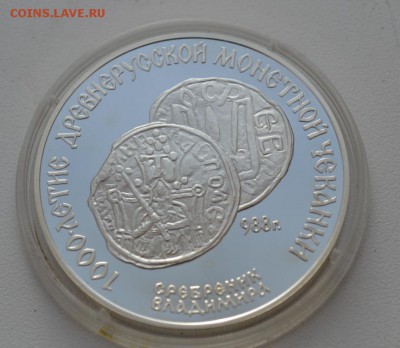 COINS.LAVE.RU
1000-ЛЕТИЕ ДРЕВНЕРУССКОЙ МОНЕТНОЙ ЧЕКАНКИ
988 г.
СРЕБРЕНИК
ВЛАДИМИРА